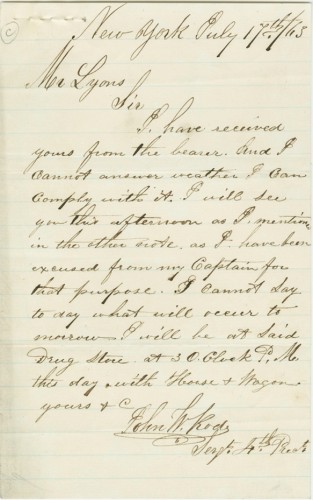 C
New York July 17th/63
Mr Lyons
Sir
I have received
yours from the bearer. And I
cannot answer weather I can
comply with it. I will see
you this afternoon as I mention
in the other note, as I have been
excused from my Captain for
that purpose. I cannot say
to day what will occur to
morrow I will be at said
Drug Store at 3 O.Clock P. M.
this day with Horse & Wagon
yours & C
John W.
Sergt. 4th Prect.